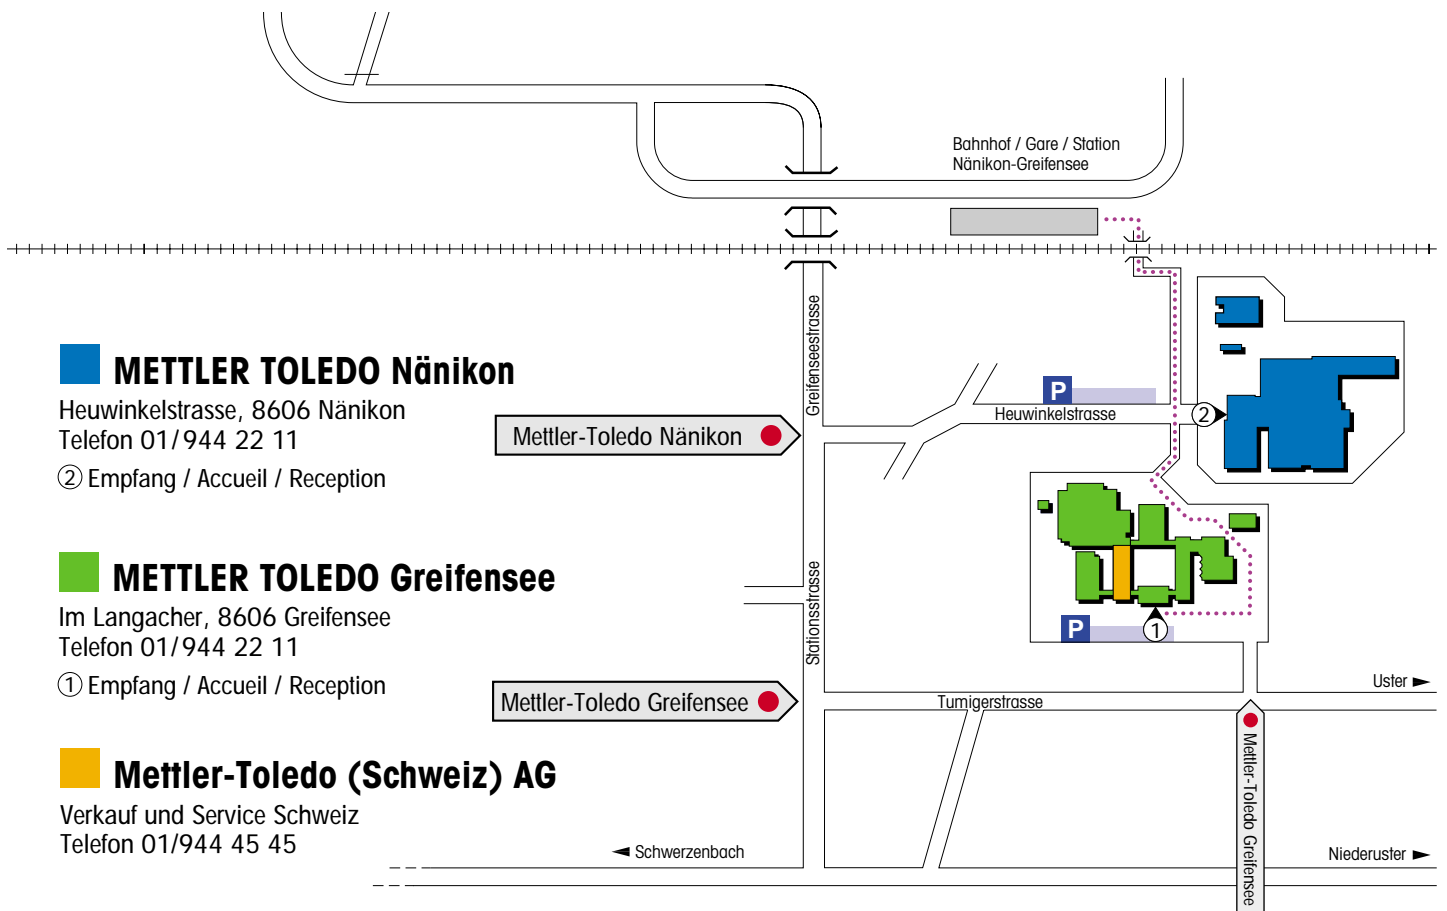 Bahnhof / Gare / Station
Nänikon-Greifensee
METTLER TOLEDO Nänikon
Heuwinkelstrasse, 8606 Nänikon
Telefon 01/944 22 11
2 Empfang / Accueil / Reception
METTLER TOLEDO Greifensee
Im Langacher, 8606 Greifensee
Telefon 01/944 22 11
1 Empfang / Accueil / Reception
Mettler-Toledo (Schweiz) AG
Verkauf und Service Schweiz
Telefon 01/944 45 45
Mettler-Toledo Nänikon
Mettler-Toledo Greifensee
Greifenseestrasse
Stationsstrasse
P
Heuwinkelstrasse
2
P
1
Tumigerstrasse
Uster
Mettler-Toledo Greifensee
Schwerzenbach
Niederuster